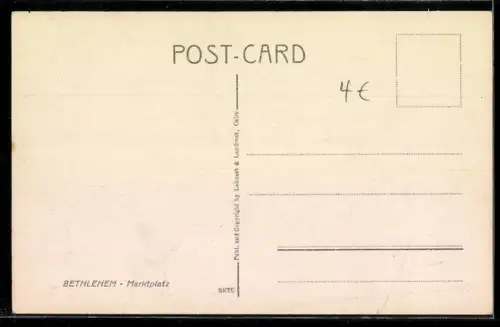 POST-CARD
4 €
Publ. and Copyright by Lehnert & Landrock, Cairo
BETHLEHEM - Marktplatz